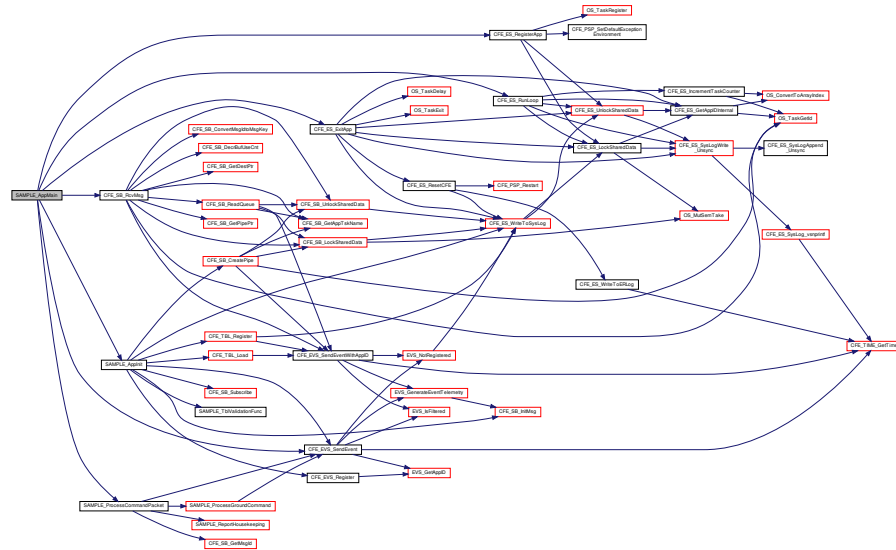 OS_TaskRegister
CFE_ES_RegisterApp
CFE_PSP_SetDefaultException
Environment
OS_TaskDelay
CFE_ES_IncrementTaskCounter
OS_ConvertToArrayIndex
CFE_ES_RunLoop
OS_TaskExit
CFE_ES_UnlockSharedData
CFE_ES_GetAppIDInternal
OS_TaskGetId
CFE_SB_ConvertMsgIdtoMsgKey
CFE_ES_ExitApp
CFE_SB_DecrBufUseCnt
CFE_ES_LockSharedData
CFE_ES_SysLogWrite
_Unsync
CFE_ES_SysLogAppend
_Unsync
CFE_SB_GetDestPtr
CFE_ES_ResetCFE
CFE_PSP_Restart
SAMPLE_AppMain
CFE_SB_RcvMsg
CFE_SB_ReadQueue
CFE_SB_UnlockSharedData
CFE_SB_GetPipePtr
CFE_SB_GetAppTskName
CFE_ES_WriteToSysLog
OS_MutSemTake
CFE_SB_LockSharedData
CFE_ES_SysLog_vsnprintf
CFE_SB_CreatePipe
CFE_ES_WriteToERLog
CFE_TBL_Register
CFE_TIME_GetTime
CFE_TBL_Load
CFE_EVS_SendEventWithAppID
EVS_NotRegistered
SAMPLE_AppInit
CFE_SB_Subscribe
EVS_GenerateEventTelemetry
SAMPLE_TblValidationFunc
EVS_IsFiltered
CFE_SB_InitMsg
CFE_EVS_SendEvent
CFE_EVS_Register
EVS_GetAppID
SAMPLE_ProcessCommandPacket
SAMPLE_ProcessGroundCommand
SAMPLE_ReportHousekeeping
CFE_SB_GetMsgId